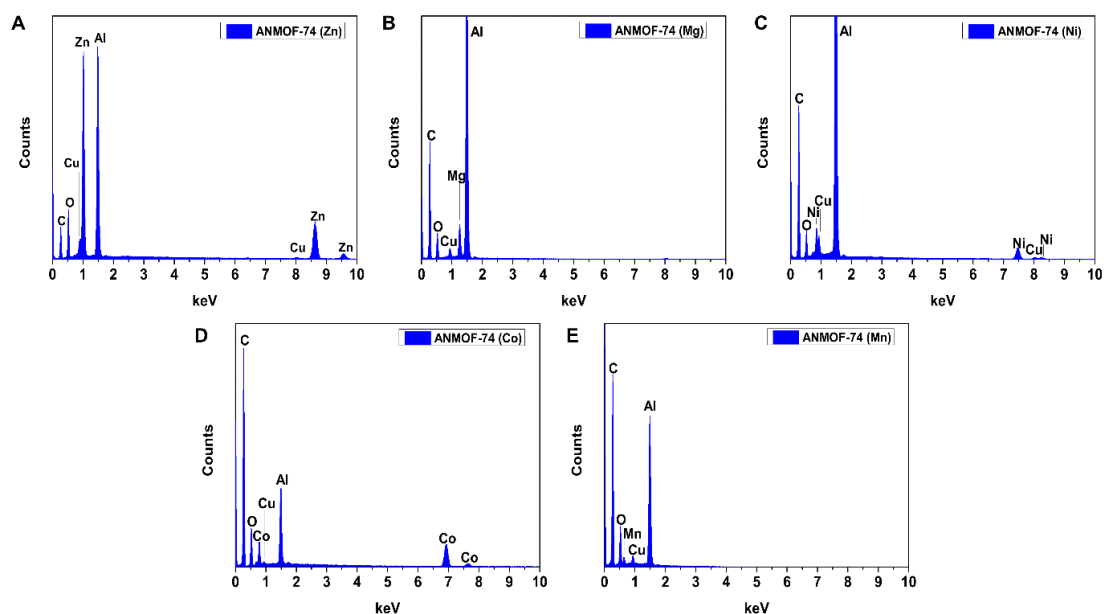 A
ANMOF-74 (Zn)
Zn Al
Cu
O
C
Zn
Cu
Zn
Counts
0 1 2 3 4 5 6 7 8 9 10
keV
B
ANMOF-74 (Mg)
Al
C
Mg
O
Cu
Counts
0 1 2 3 4 5 6 7 8 9 10
keV
C
ANMOF-74 (Ni)
Al
C
Cu
Ni
O
Ni
Ni
Cu
Counts
0 1 2 3 4 5 6 7 8 9 10
keV
D
ANMOF-74 (Co)
C
Al
Cu
O
Co
Co
Co
Counts
0 1 2 3 4 5 6 7 8 9 10
keV
E
ANMOF-74 (Mn)
C
Al
O
Mn
Cu
Counts
0 1 2 3 4 5 6 7 8 9 10
keV